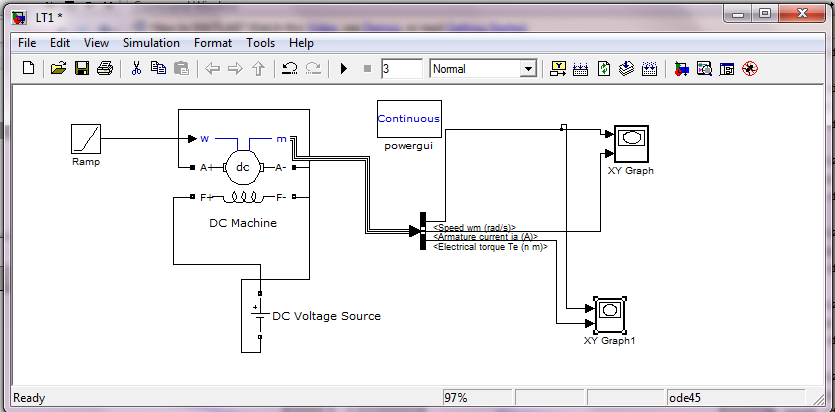 LT1 *
File Edit View Simulation Format Tools Help
3 Normal
Continuous
powergui
Ramp
w m
A+ dc A-
F+ F-
DC Machine
XY Graph
<Speed wm (rad/s)>
<Armature current ia (A)>
<Electrical torque Te (n m)>
+
DC Voltage Source
XY Graph1
Ready 97% ode45